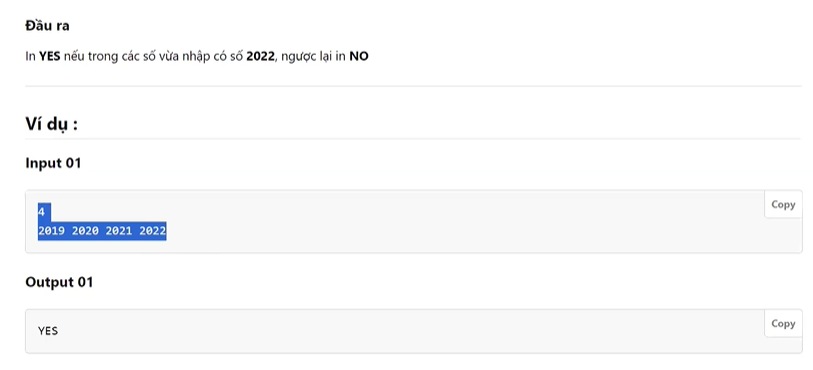 Đầu ra
In YES nếu trong các số vừa nhập có số 2022, ngược lại in NO
Ví dụ :
Input 01
Copy
4
2019 2020 2021 2022
Output 01
Copy
YES